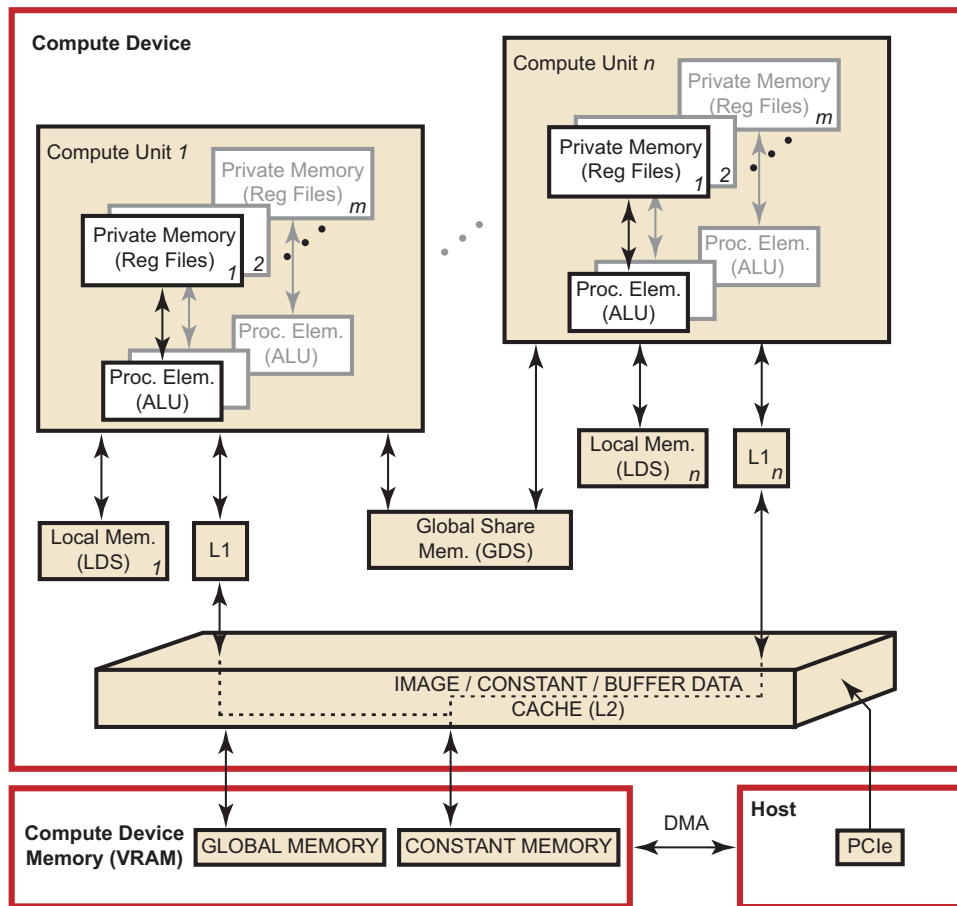 Compute Device
Compute Unit 1
Private Memory
(Reg Files)
m
Private Memory
(Reg Files)
1
2
Proc. Elem.
(ALU)
Proc. Elem.
(ALU)
Compute Unit n
Private Memory
(Reg Files)
m
Private Memory
(Reg Files)
1
2
Proc. Elem.
(ALU)
Proc. Elem.
(ALU)
Local Mem.
(LDS)
1
L1
Global Share
Mem. (GDS)
Local Mem.
(LDS)
n
L1
n
IMAGE / CONSTANT / BUFFER DATA
CACHE (L2)
Compute Device
Memory (VRAM)
GLOBAL MEMORY
CONSTANT MEMORY
DMA
Host
PCIe